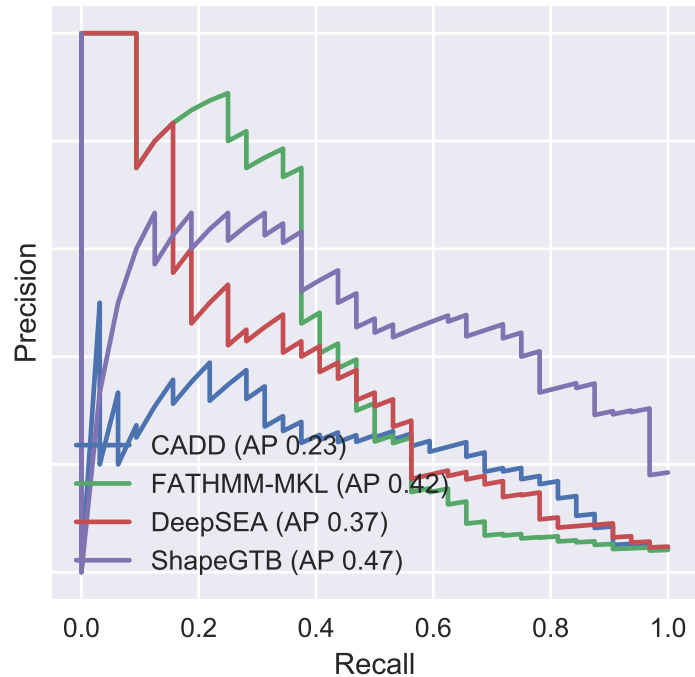 Precision
CADD (AP 0.23)
FATHMM-MKL (AP 0.42)
DeepSEA (AP 0.37)
ShapeGTB (AP 0.47)
0.0 0.2 0.4 0.6 0.8 1.0
Recall